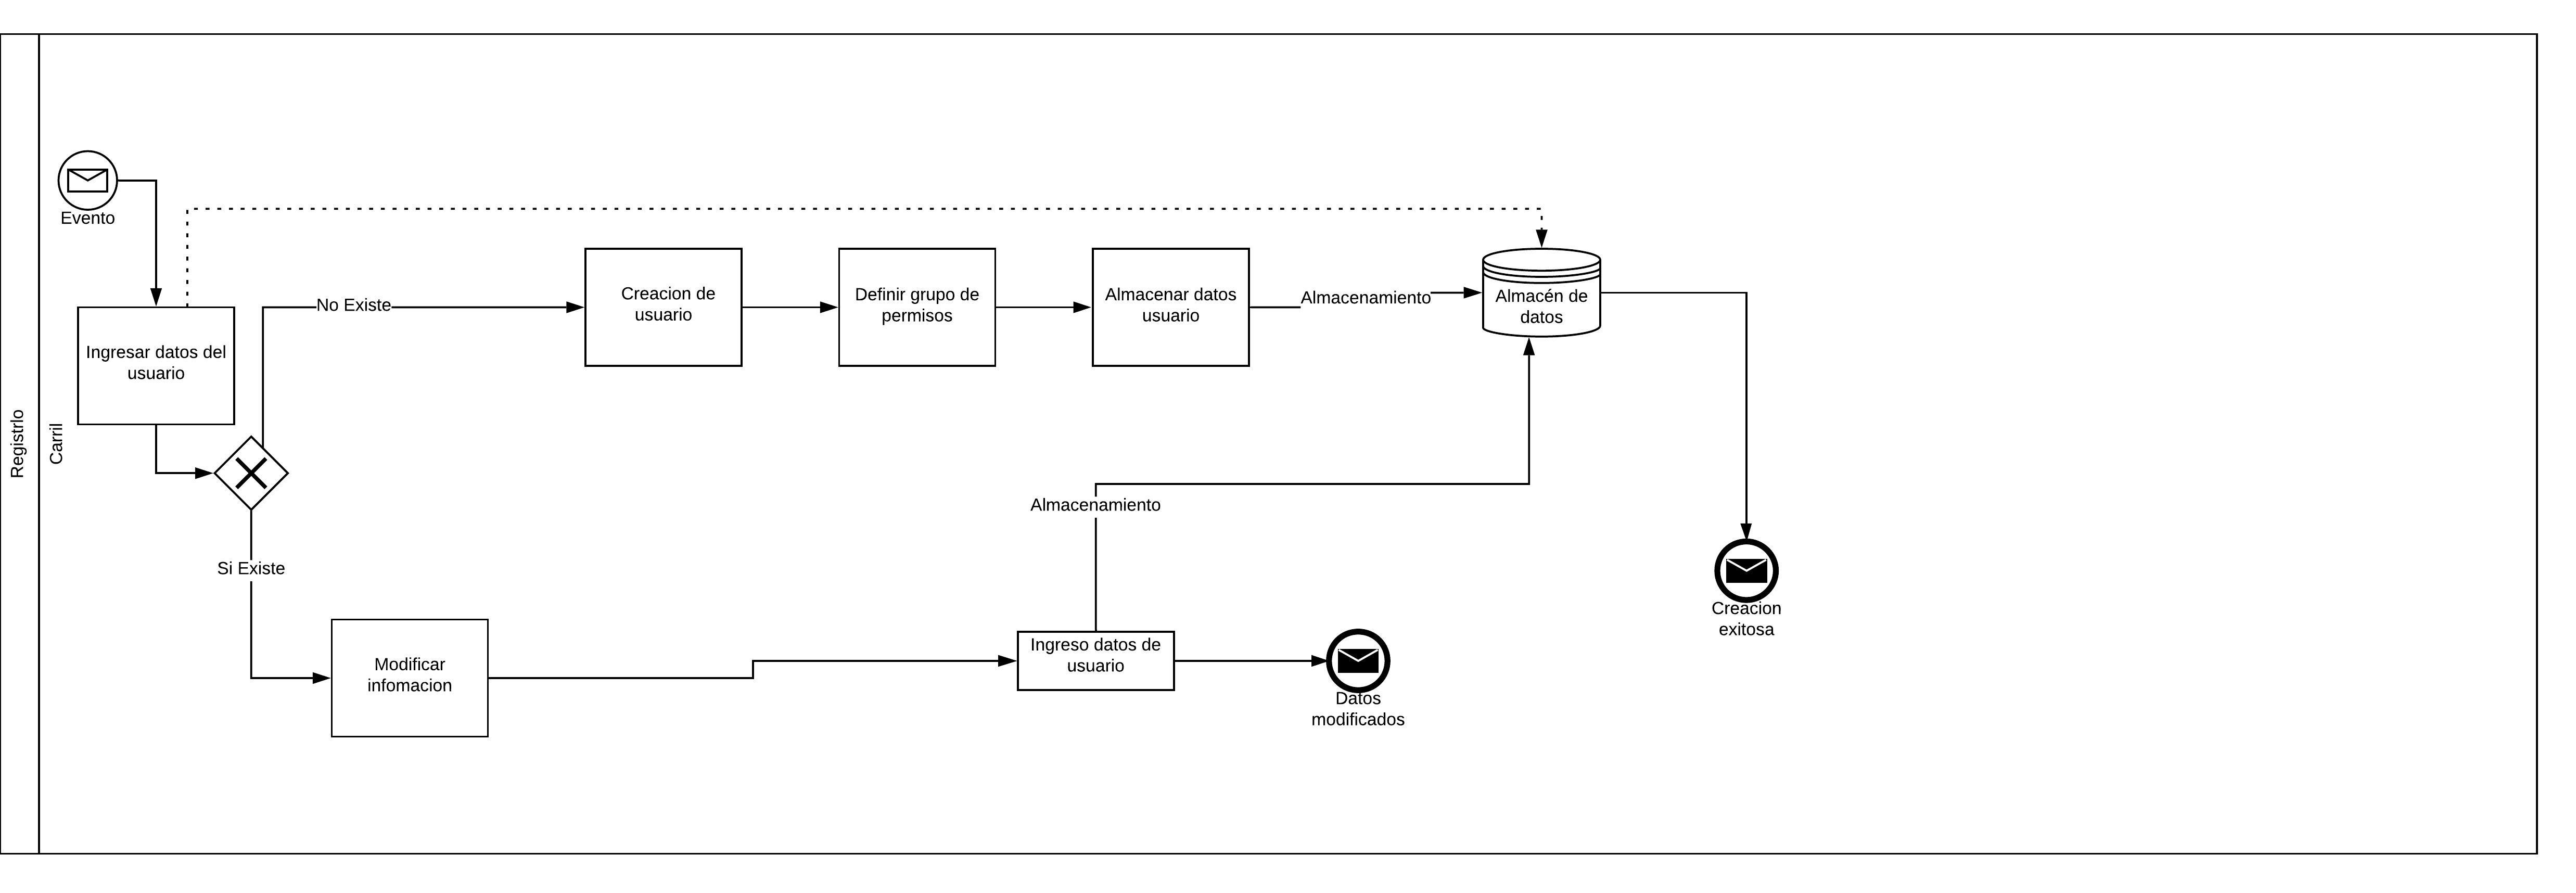 Registrlo
Carril
Evento
Ingresar datos del
usuario
No Existe
Creacion de
usuario
Definir grupo de
permisos
Almacenar datos
usuario
Almacenamiento
Almacén de
datos
Si Existe
Almacenamiento
Modificar
infomacion
Ingreso datos de
usuario
Datos
modificados
Creacion
exitosa